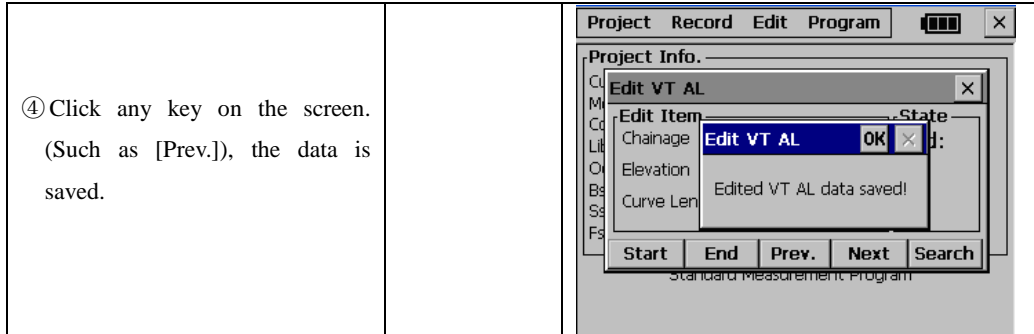 ④Click any key on the screen.
(Such as [Prev.]), the data is
saved.
Project Record Edit Program
Project Info.
Edit VT AL
Edit Item
State
Chainage
Edit VT AL OK
Elevation
Edited VT AL data saved!
Curve Len
Start End Prev. Next Search
Standard Measurement Program